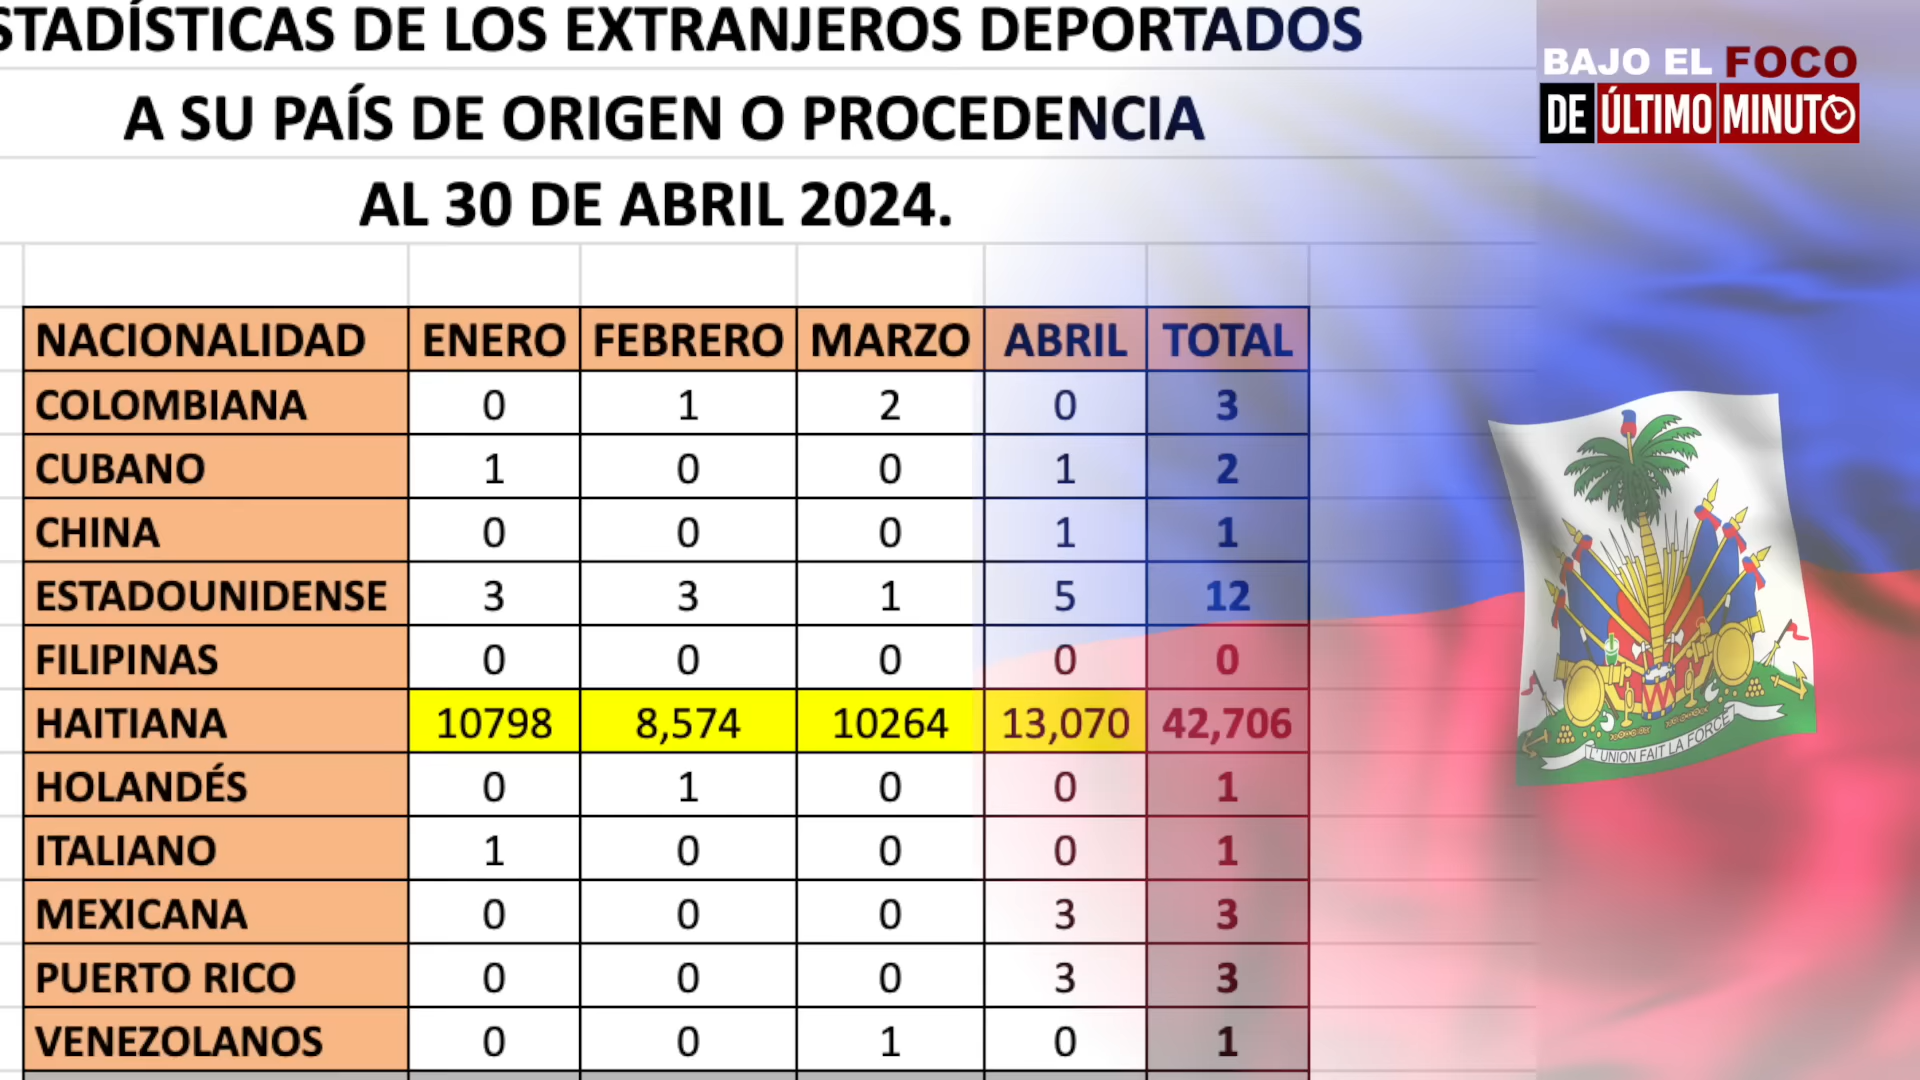 STADÍSTICAS DE LOS EXTRANJEROS DEPORTADOS
A SU PAÍS DE ORIGEN O PROCEDENCIA
AL 30 DE ABRIL 2024.
BAJO EL FOCO
DE ÚLTIMO MINUTO
NACIONALIDAD ENERO FEBRERO MARZO ABRIL TOTAL
COLOMBIANA 0 1 2 0 3
CUBANO 1 0 0 1 2
CHINA 0 0 0 1 1
ESTADOUNIDENSE 3 3 1 5 12
FILIPINAS 0 0 0 0 0
HAITIANA 10798 8,574 10264 13,070 42,706
HOLANDÉS 0 1 0 0 1
ITALIANO 1 0 0 0 1
MEXICANA 0 0 0 3 3
PUERTO RICO 0 0 0 3 3
VENEZOLANOS 0 0 1 0 1
L'UNION FAIT LA FORCE